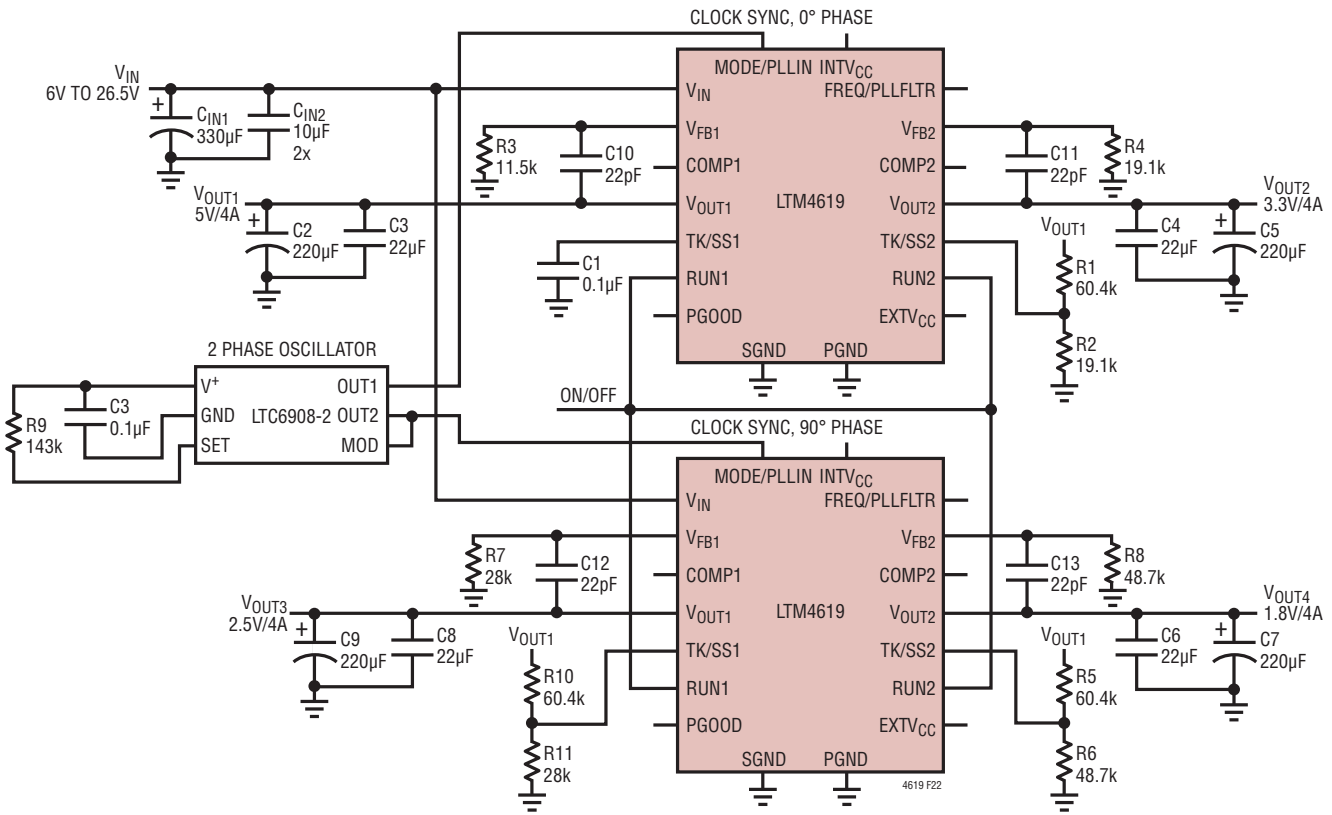 CLOCK SYNC, 0° PHASE
VIN
6V TO 26.5V
CIN1
330µF
CIN2
10µF
2x
+
MODE/PLLIN INTVCC
VIN
FREQ/PLLFLTR
VFB1
VFB2
COMP1
COMP2
LTM4619
VOUT1
VOUT2
TK/SS1
TK/SS2
RUN1
RUN2
PGOOD
EXTVCC
SGND
PGND
R3
11.5k
C10
22pF
VOUT1
5V/4A
+
C2
220µF
C3
22µF
C1
0.1µF
C11
22pF
R4
19.1k
VOUT2
3.3V/4A
VOUT1
R1
60.4k
R2
19.1k
C4
22µF
+
C5
220µF
2 PHASE OSCILLATOR
V+
OUT1
GND
LTC6908-2
OUT2
SET
MOD
R9
143k
C3
0.1µF
ON/OFF
CLOCK SYNC, 90° PHASE
MODE/PLLIN INTVCC
VIN
FREQ/PLLFLTR
VFB1
VFB2
COMP1
COMP2
LTM4619
VOUT1
VOUT2
TK/SS1
TK/SS2
RUN1
RUN2
PGOOD
EXTVCC
SGND
PGND
R7
28k
C12
22pF
VOUT3
2.5V/4A
+
C9
220µF
C8
22µF
VOUT1
R10
60.4k
R11
28k
C13
22pF
R8
48.7k
VOUT4
1.8V/4A
VOUT1
R5
60.4k
R6
48.7k
C6
22µF
+
C7
220µF
4619 F22